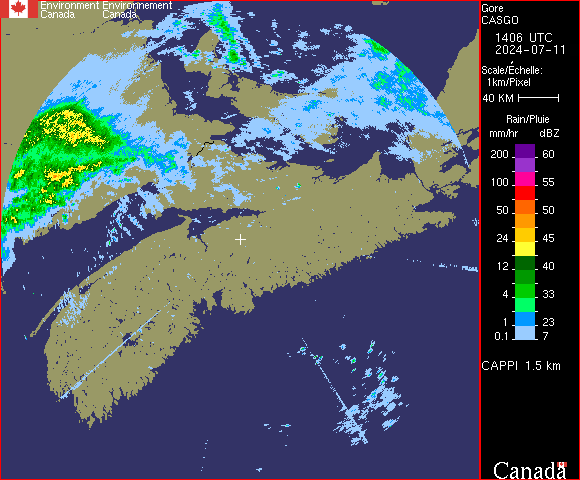 Environment Environnement
Canada Canada
Gore
CASGO
1406 UTC
2024-07-11
Scale/Échelle:
1km/Pixel
40 KM
Rain/Pluie
mm/hr dBZ
200 60
100 55
50 50
24 45
12 40
4 33
1 23
0.1 7
CAPPI 1.5 km
Canada